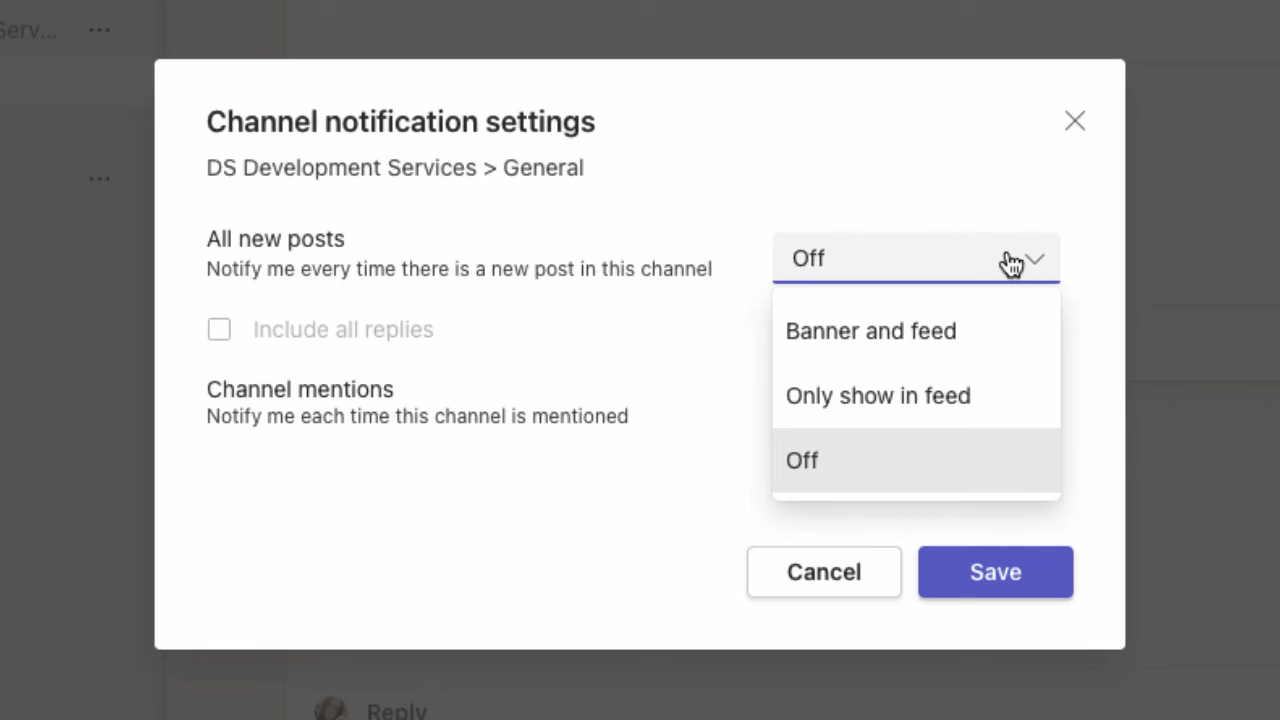 Serv...
Channel notification settings
DS Development Services > General
All new posts
Notify me every time there is a new post in this channel
Off
Include all replies
Banner and feed
Channel mentions
Only show in feed
Notify me each time this channel is mentioned
Off
Cancel
Save
Reply